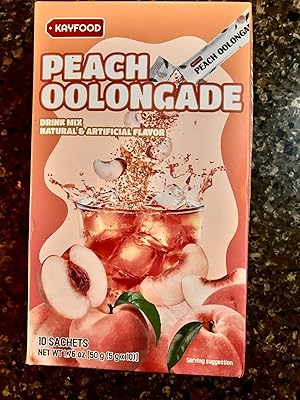 KAYFOOD
PEACH OOLONGADE
PEACH
OOLONGADE
DRINK MIX
NATURAL & ARTIFICIAL FLAVOR
10 SACHETS
NET WT 1.76 oz [50 g (5 g x 10)]
Serving suggestion